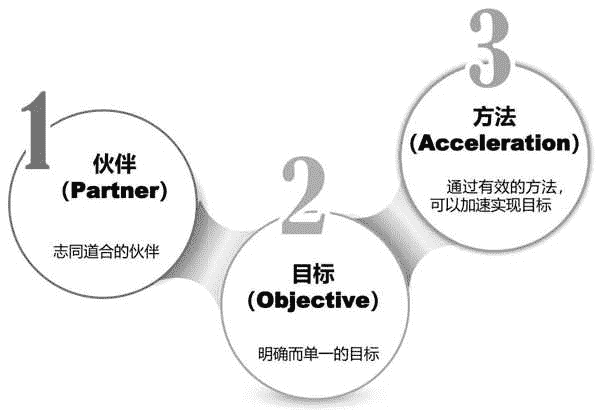 1
伙伴
（Partner）
志同道合的伙伴
2
目标
（Objective）
明确而单一的目标
3
方法
（Acceleration）
通过有效的方法，
可以加速实现目标